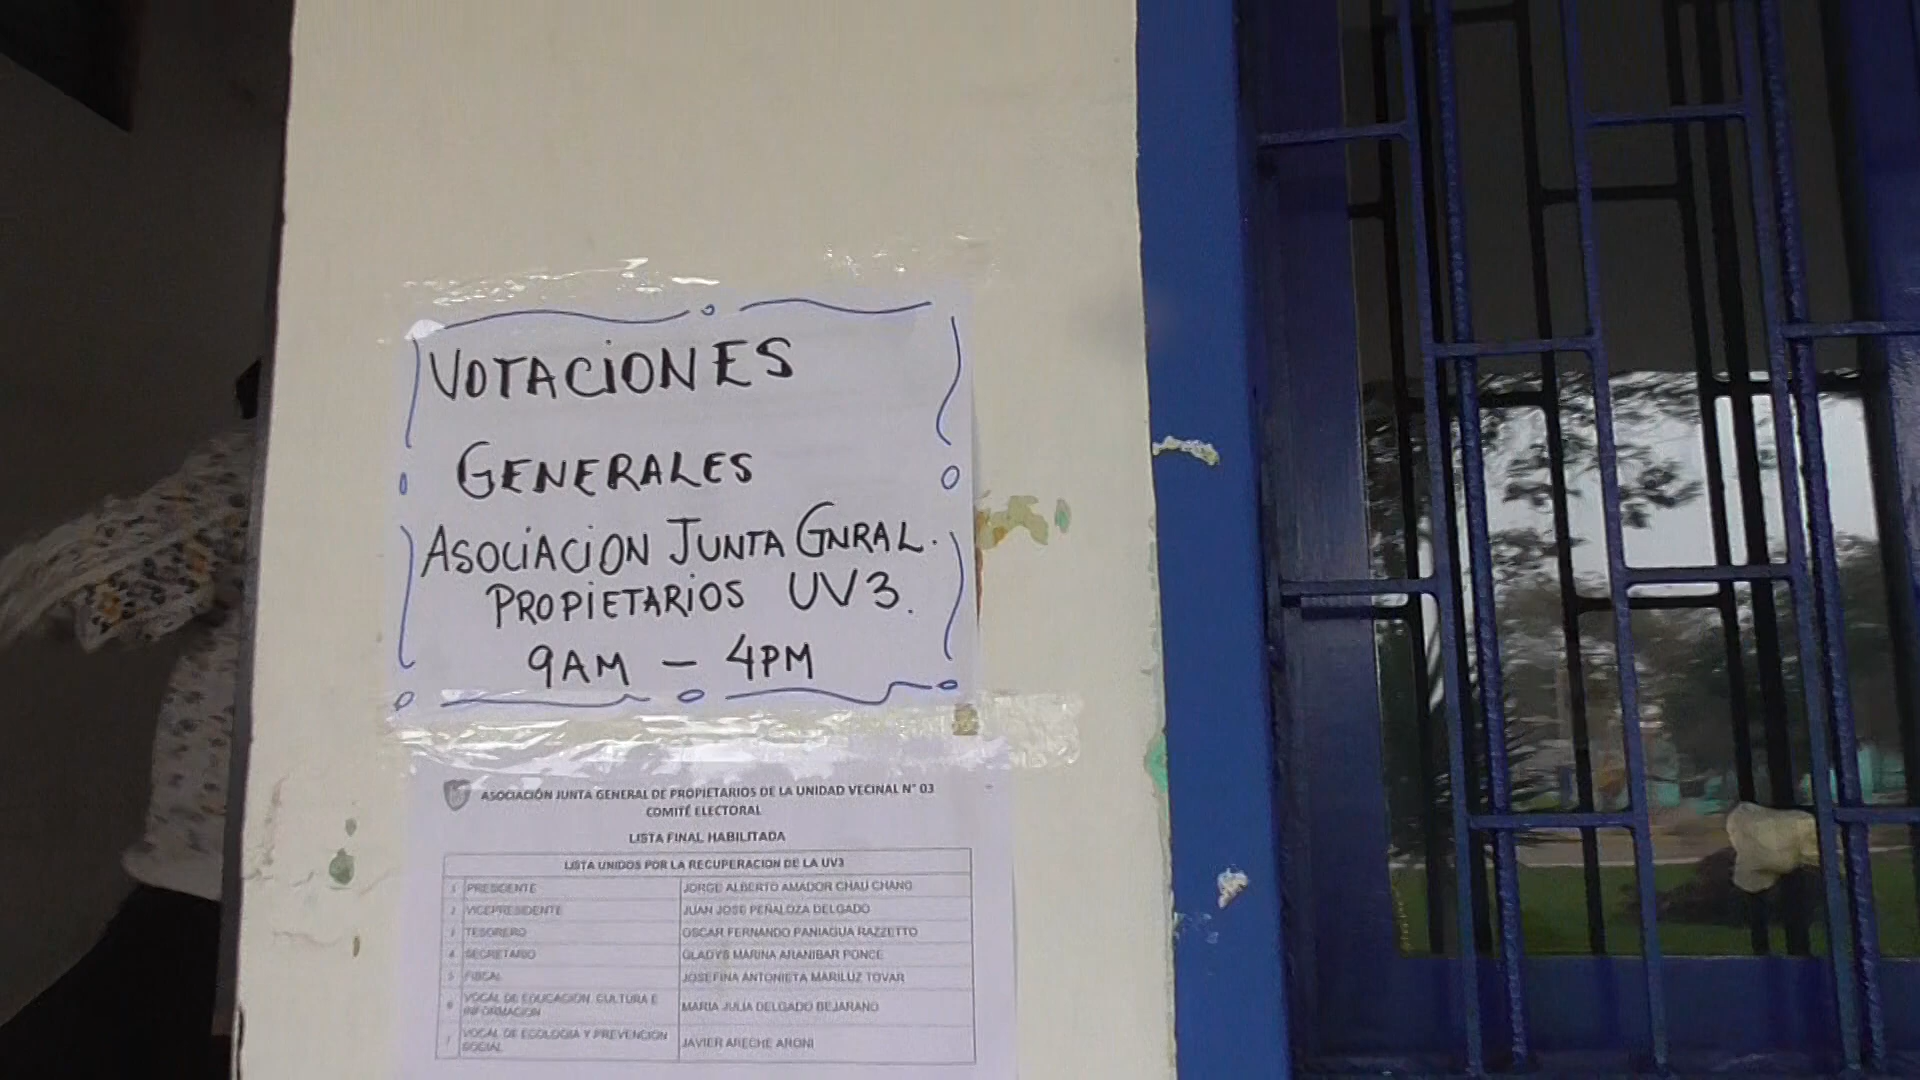 VOTACIONES
GENERALES
ASOCIACION JUNTA GNRAL.
PROPIETARIOS UV3.
9AM — 4PM
ASOCIACIÓN JUNTA GENERAL DE PROPIETARIOS DE LA UNIDAD VECINAL N° 03
COMITÉ ELECTORAL
LISTA FINAL HABILITADA
LISTA UNIDOS POR LA RECUPERACION DE LA UV3
1 PRESIDENTE JORGE ALBERTO AMADOR CHAU CHANG
2 VICEPRESIDENTE JUAN JOSE PEÑALOZA DELGADO
3 TESORERO OSCAR FERNANDO PANIAGUA RAZZETTO
4 SECRETARIO GLADYS MARINA ARANIBAR PONCE
5 FISCAL JOSEFINA ANTONIETA MARILUZ TOVAR
6 VOCAL DE EDUCACION, CULTURA E INFORMACION MARIA JULIA DELGADO BEJARANO
7 VOCAL DE ECOLOGIA Y PREVENCION SOCIAL JAVIER ARECHE ARONI